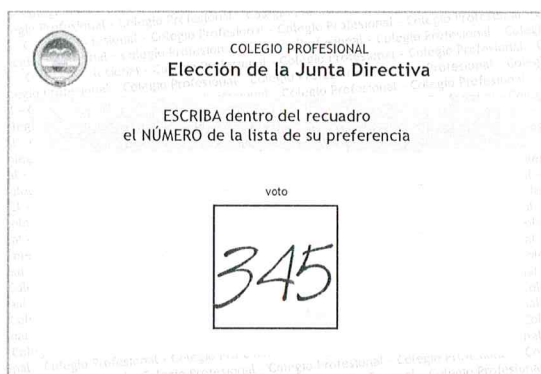 COLEGIO PROFESIONAL
Elección de la Junta Directiva
ESCRIBA dentro del recuadro
el NÚMERO de la lista de su preferencia
voto
345